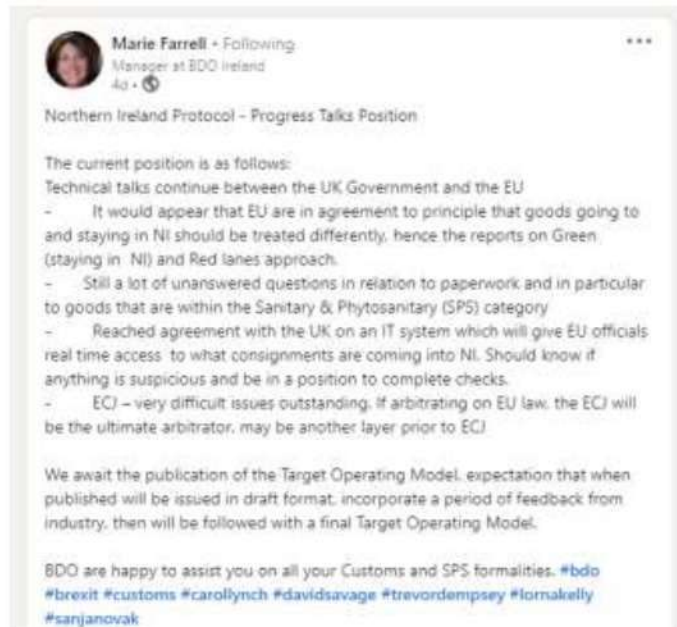 Marie Farrell • Following
Manager at BDO Ireland
4d •
Northern Ireland Protocol - Progress Talks Position
The current position is as follows:
Technical talks continue between the UK Government and the EU
- It would appear that EU are in agreement to principle that goods going to
and staying in NI should be treated differently, hence the reports on Green
(staying in NI) and Red lanes approach.
- Still a lot of unanswered questions in relation to paperwork and in particular
to goods that are within the Sanitary & Phytosanitary (SPS) category
- Reached agreement with the UK on an IT system which will give EU officials
real time access to what consignments are coming into NI. Should know if
anything is suspicious and be in a position to complete checks.
- ECJ – very difficult issues outstanding. If arbitrating on EU law, the ECJ will
be the ultimate arbitrator, may be another layer prior to ECJ
We await the publication of the Target Operating Model, expectation that when
published will be issued in draft format, incorporate a period of feedback from
industry, then will be followed with a final Target Operating Model.
BDO are happy to assist you on all your Customs and SPS formalities. #bdo
#brexit #customs #carollynch #davidsavage #trevordempsey #lornakelly
#sanjanovak